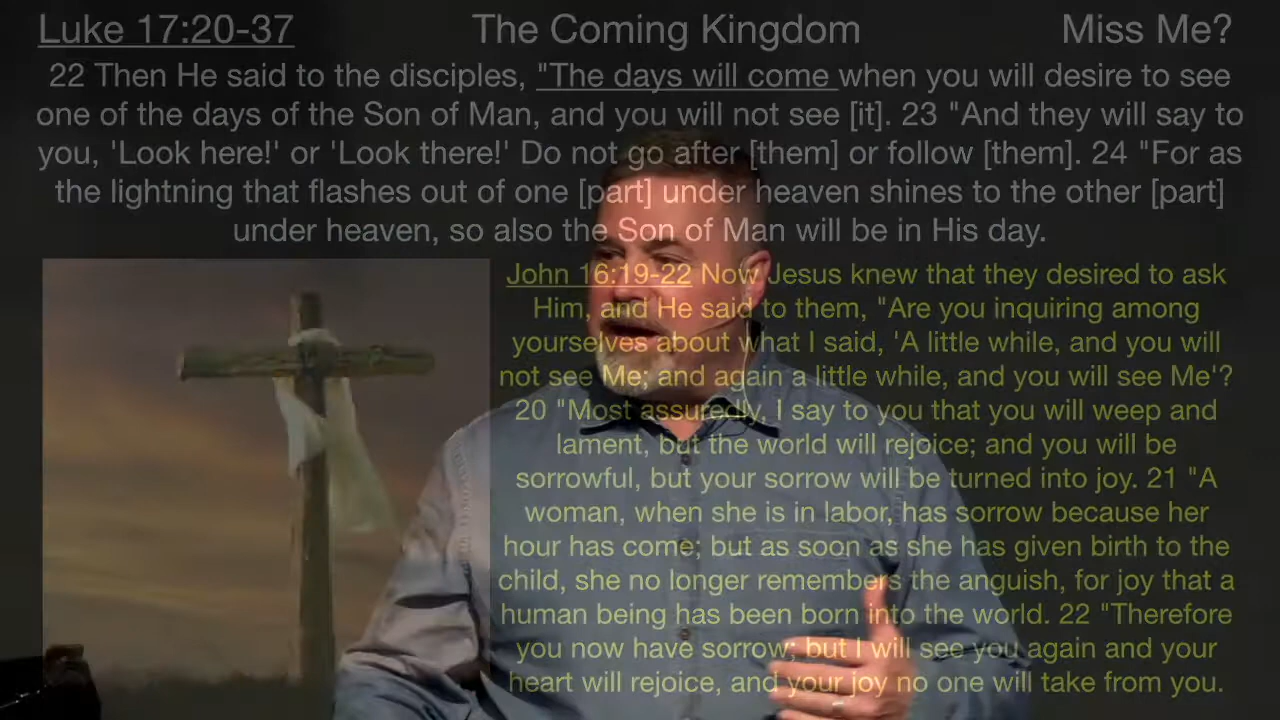 Luke 17:20-37 The Coming Kingdom Miss Me?
22 Then He said to the disciples, "The days will come when you will desire to see
one of the days of the Son of Man, and you will not see [it]. 23 "And they will say to
you, 'Look here!' or 'Look there!' Do not go after [them] or follow [them]. 24 "For as
the lightning that flashes out of one [part] under heaven shines to the other [part]
under heaven, so also the Son of Man will be in His day.
John 16:19-22 Now Jesus knew that they desired to ask
Him, and He said to them, "Are you inquiring among
yourselves about what I said, 'A little while, and you will
not see Me; and again a little while, and you will see Me'?
20 "Most assuredly, I say to you that you will weep and
lament, but the world will rejoice; and you will be
sorrowful, but your sorrow will be turned into joy. 21 "A
woman, when she is in labor, has sorrow because her
hour has come; but as soon as she has given birth to the
child, she no longer remembers the anguish, for joy that a
human being has been born into the world. 22 "Therefore
you now have sorrow; but I will see you again and your
heart will rejoice, and your joy no one will take from you.